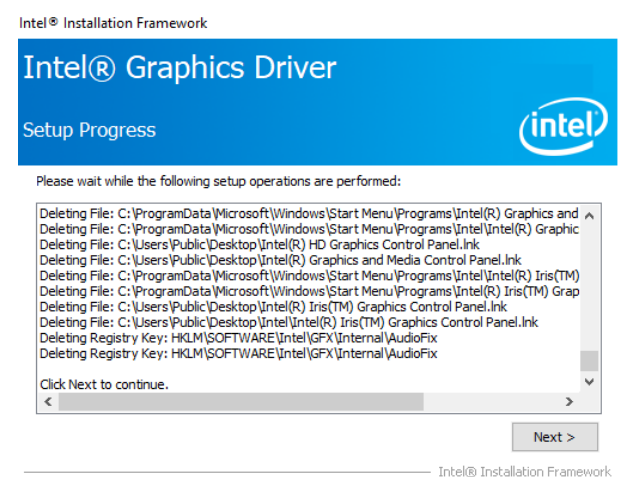 Intel® Installation Framework
Intel® Graphics Driver
Setup Progress
intel
Please wait while the following setup operations are performed:
Deleting File: C:\ProgramData\Microsoft\Windows\Start Menu\Programs\Intel(R) Graphics and
Deleting File: C:\ProgramData\Microsoft\Windows\Start Menu\Programs\Intel\Intel(R) Graphic
Deleting File: C:\Users\Public\Desktop\Intel(R) HD Graphics Control Panel.lnk
Deleting File: C:\Users\Public\Desktop\Intel(R) Graphics and Media Control Panel.lnk
Deleting File: C:\ProgramData\Microsoft\Windows\Start Menu\Programs\Intel\Intel(R) Iris(TM)
Deleting File: C:\ProgramData\Microsoft\Windows\Start Menu\Programs\Intel(R) Iris(TM) Grap
Deleting File: C:\Users\Public\Desktop\Intel(R) Iris(TM) Graphics Control Panel.lnk
Deleting File: C:\Users\Public\Desktop\Intel\Intel(R) Iris(TM) Graphics Control Panel.lnk
Deleting Registry Key: HKLM\SOFTWARE\Intel\GFX\Internal\AudioFix
Deleting Registry Key: HKLM\SOFTWARE\Intel\GFX\Internal\AudioFix
Click Next to continue.
Next >
Intel® Installation Framework